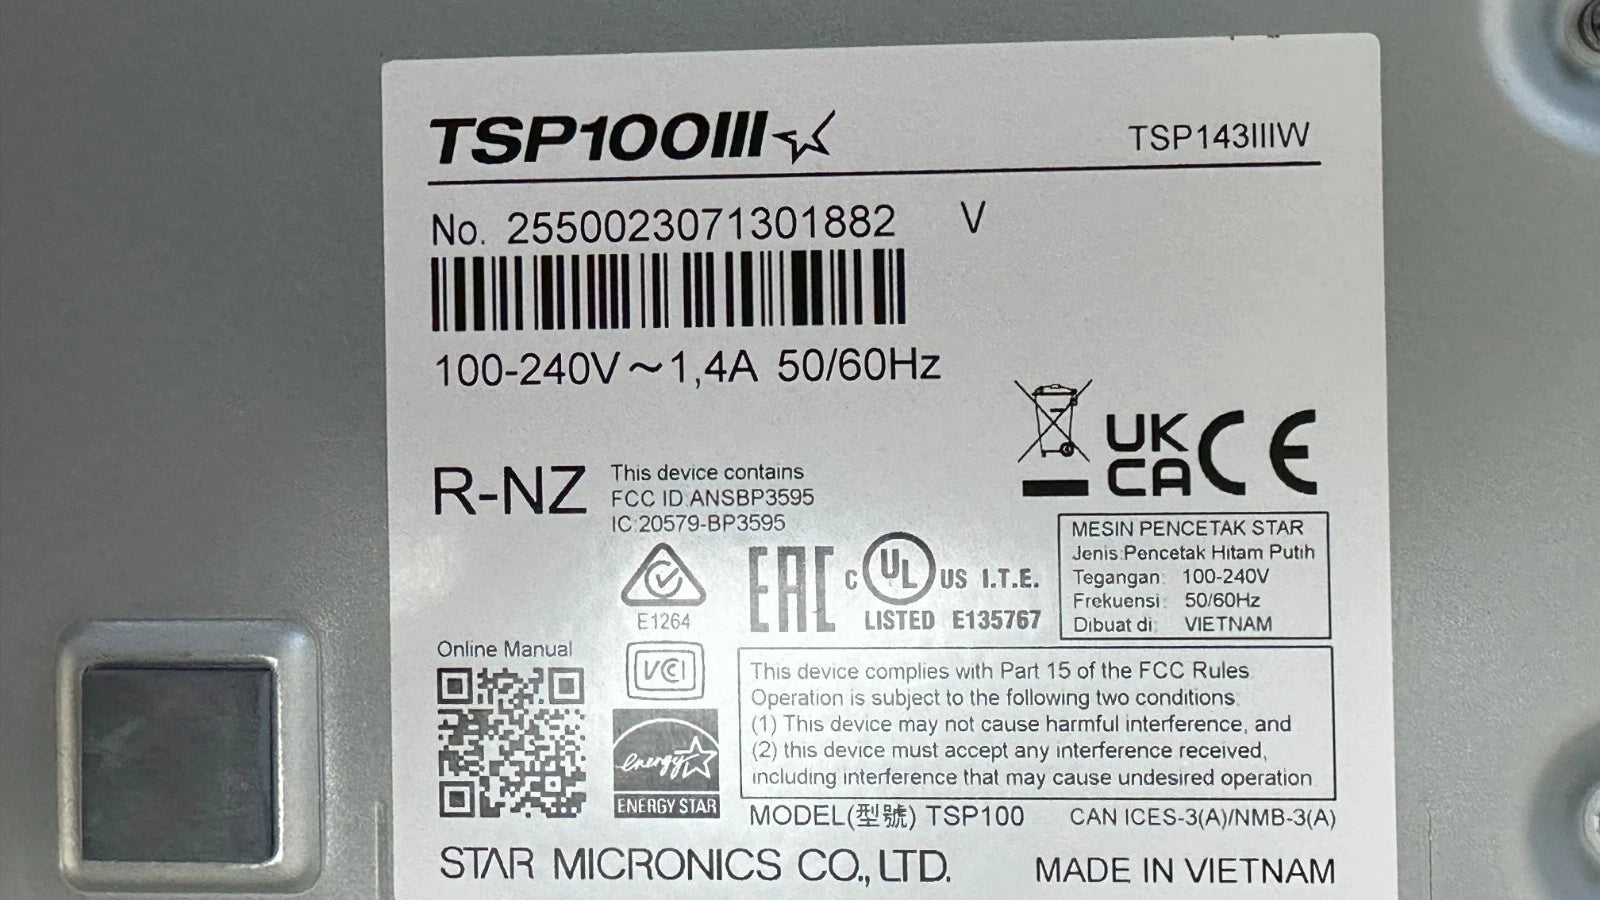 TSP100III
TSP143IIIW
No. 2550023071301882 V
100-240V～1,4A 50/60Hz
UK
CA
CE
R-NZ
This device contains
FCC ID:ANSBP3595
IC:20579-BP3595
MESIN PENCETAK STAR
Jenis:Pencetak Hitam Putih
Tegangan: 100-240V
Frekuensi: 50/60Hz
Dibuat di: VIETNAM
E1264
EAC
C UL US I.T.E.
LISTED E135767
Online Manual
VCCI
energy
ENERGY STAR
This device complies with Part 15 of the FCC Rules
Operation is subject to the following two conditions.
(1) This device may not cause harmful interference, and
(2) this device must accept any interference received,
including interference that may cause undesired operation
MODEL(型號) TSP100
CAN ICES-3(A)/NMB-3(A)
STAR MICRONICS CO., LTD.
MADE IN VIETNAM